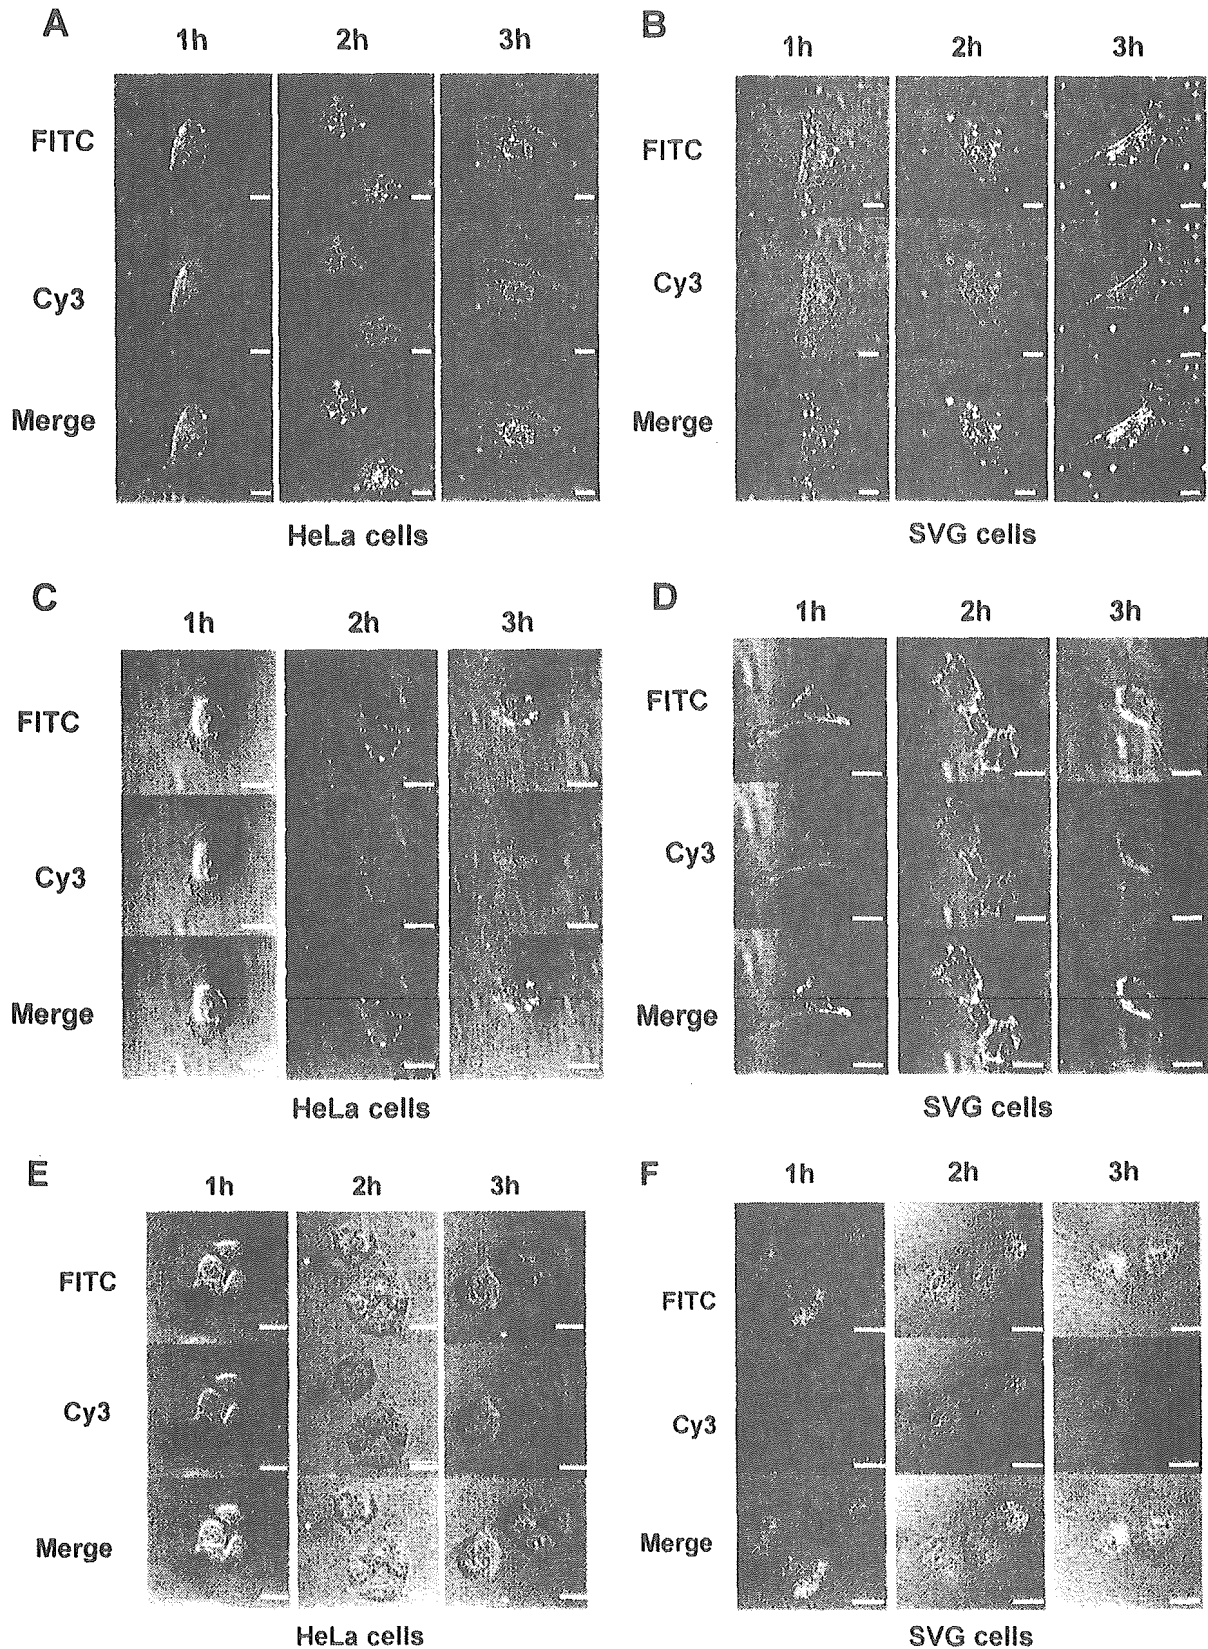 A
1h 2h 3h
FITC
Cy3
Merge
HeLa cells
B
1h 2h 3h
FITC
Cy3
Merge
SVG cells
C
1h 2h 3h
FITC
Cy3
Merge
HeLa cells
D
1h 2h 3h
FITC
Cy3
Merge
SVG cells
E
1h 2h 3h
FITC
Cy3
Merge
HeLa cells
F
1h 2h 3h
FITC
Cy3
Merge
SVG cells